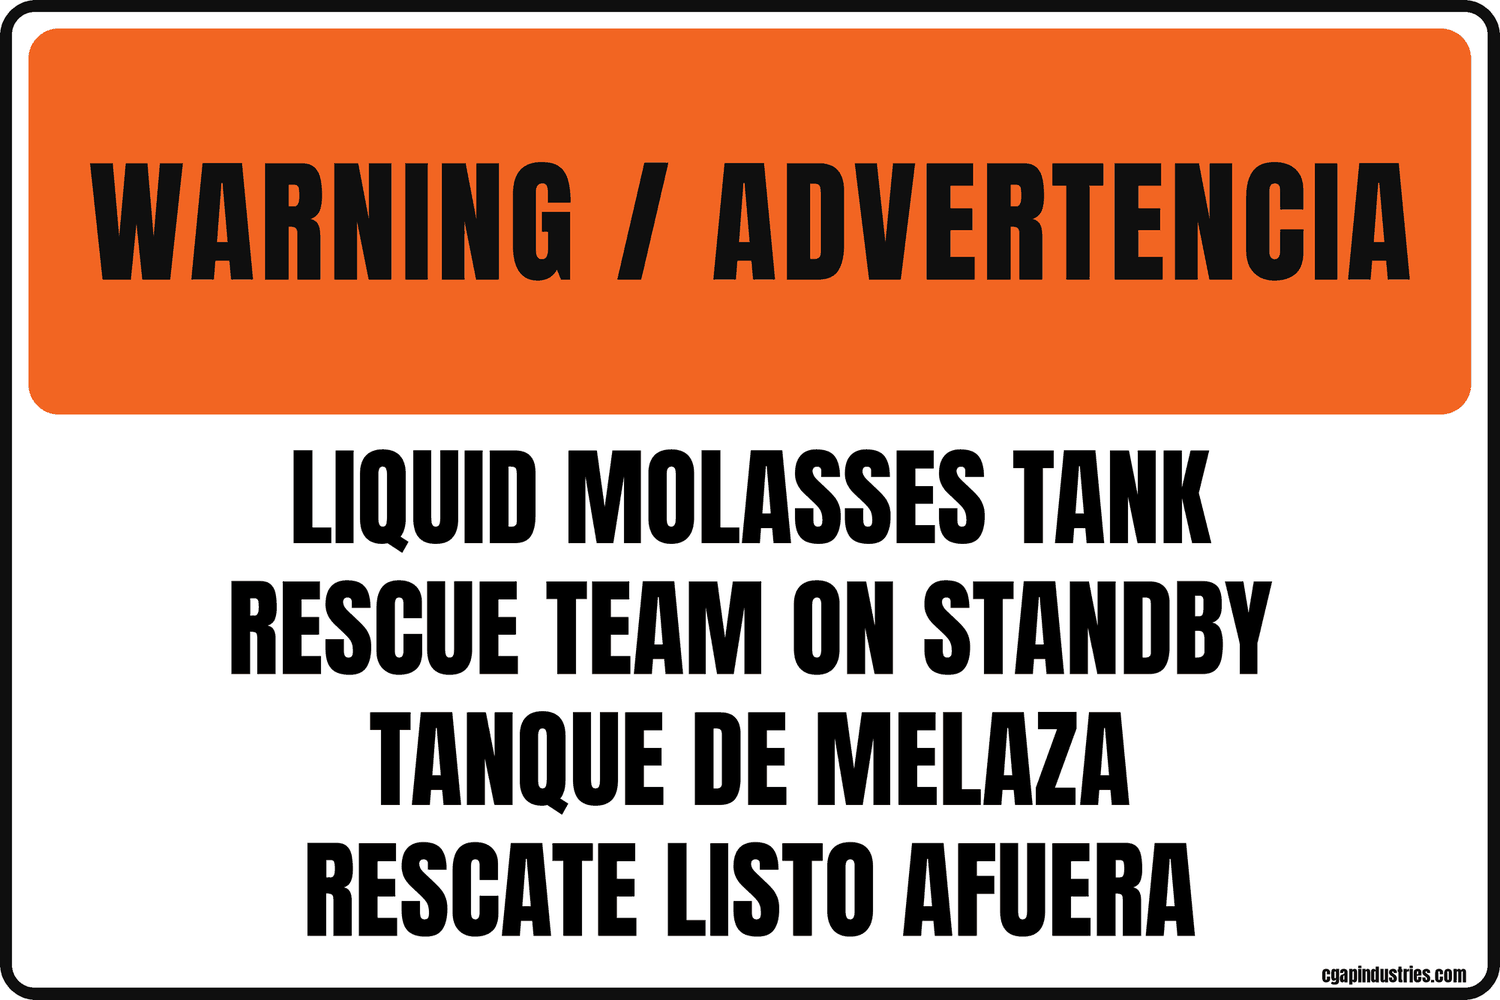 WARNING / ADVERTENCIA
LIQUID MOLASSES TANK
RESCUE TEAM ON STANDBY
TANQUE DE MELAZA
RESCATE LISTO AFUERA
cgapindustries.com